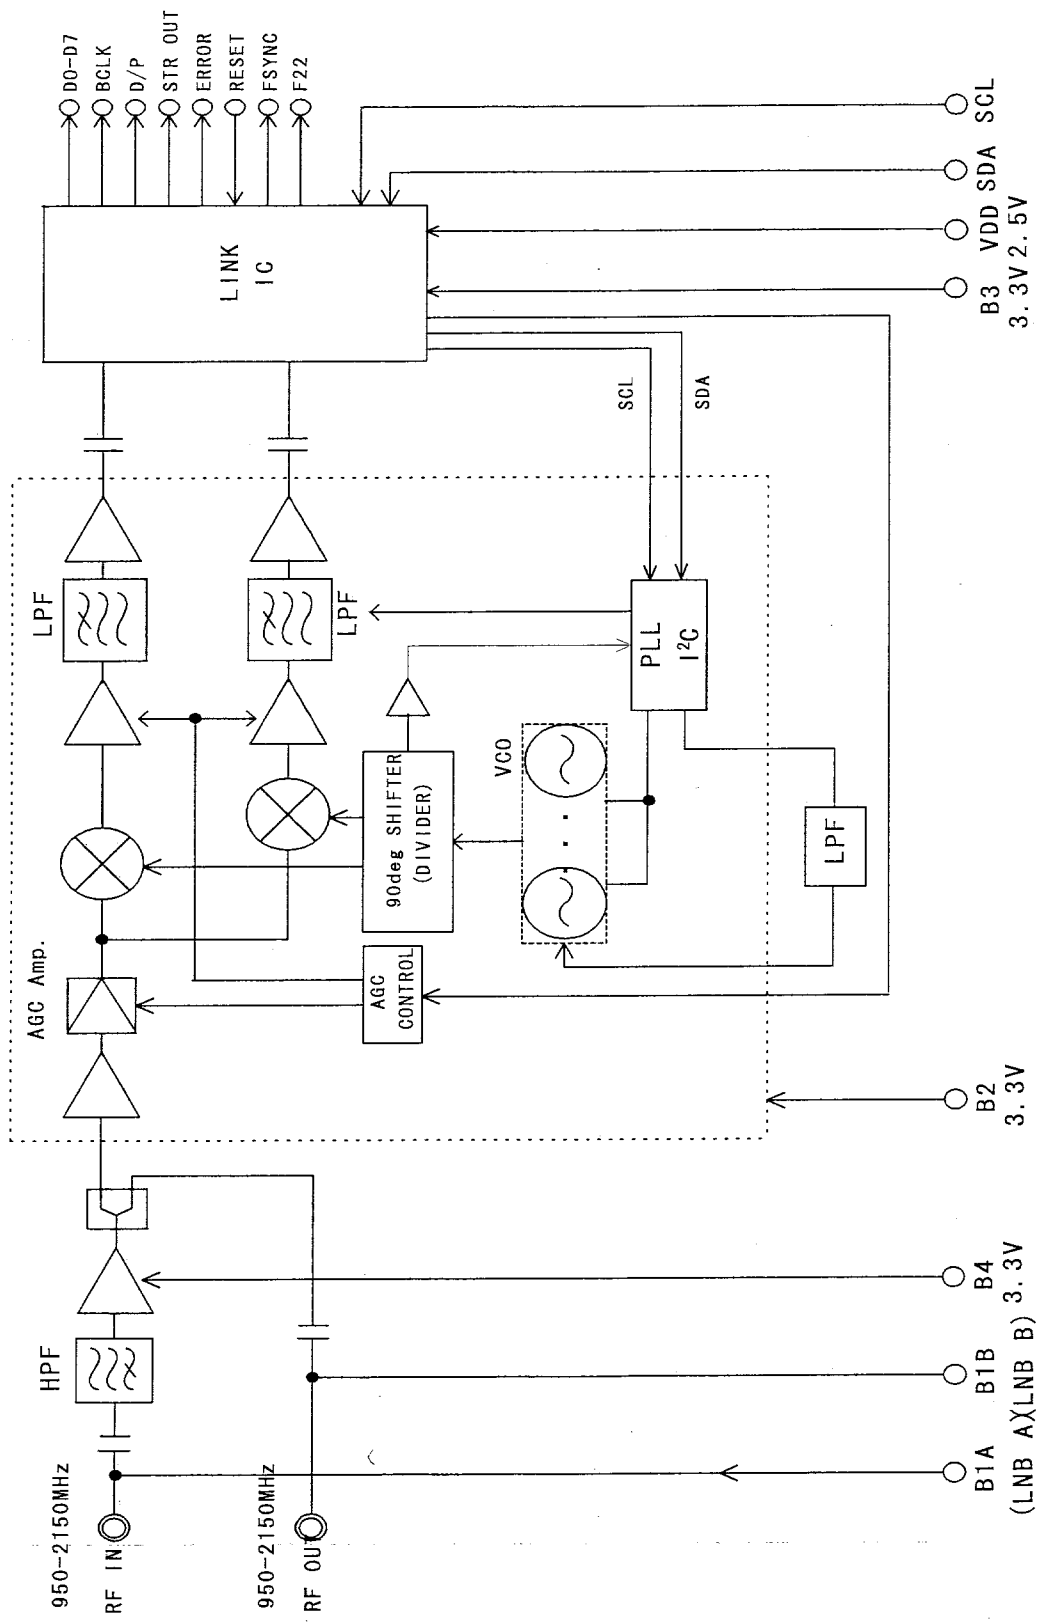 950-2150MHz
RF IN
HPF
950-2150MHz
RF OUT
AGC Amp.
LPF
LPF
AGC
CONTROL
90deg SHIFTER
(DIVIDER)
VCO
PLL
I²C
LPF
SCL
SDA
LINK
IC
D0-D7
BCLK
D/P
STR OUT
ERROR
RESET
FSYNC
F22
B1A
(LNB A)
B1B
(LNB B)
B4
3.3V
B2
3.3V
B3
3.3V
VDD
2.5V
SDA
SCL